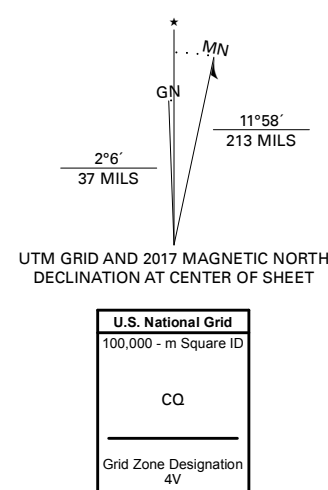 ★
MN
GN
11°58´
213 MILS
2°6´
37 MILS
UTM GRID AND 2017 MAGNETIC NORTH
DECLINATION AT CENTER OF SHEET
U.S. National Grid
100,000 - m Square ID
CQ
Grid Zone Designation
4V